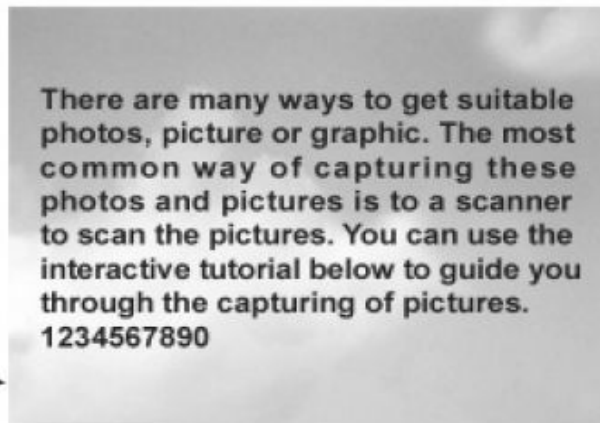 There are many ways to get suitable
photos, picture or graphic. The most
common way of capturing these
photos and pictures is to a scanner
to scan the pictures. You can use the
interactive tutorial below to guide you
through the capturing of pictures.
1234567890